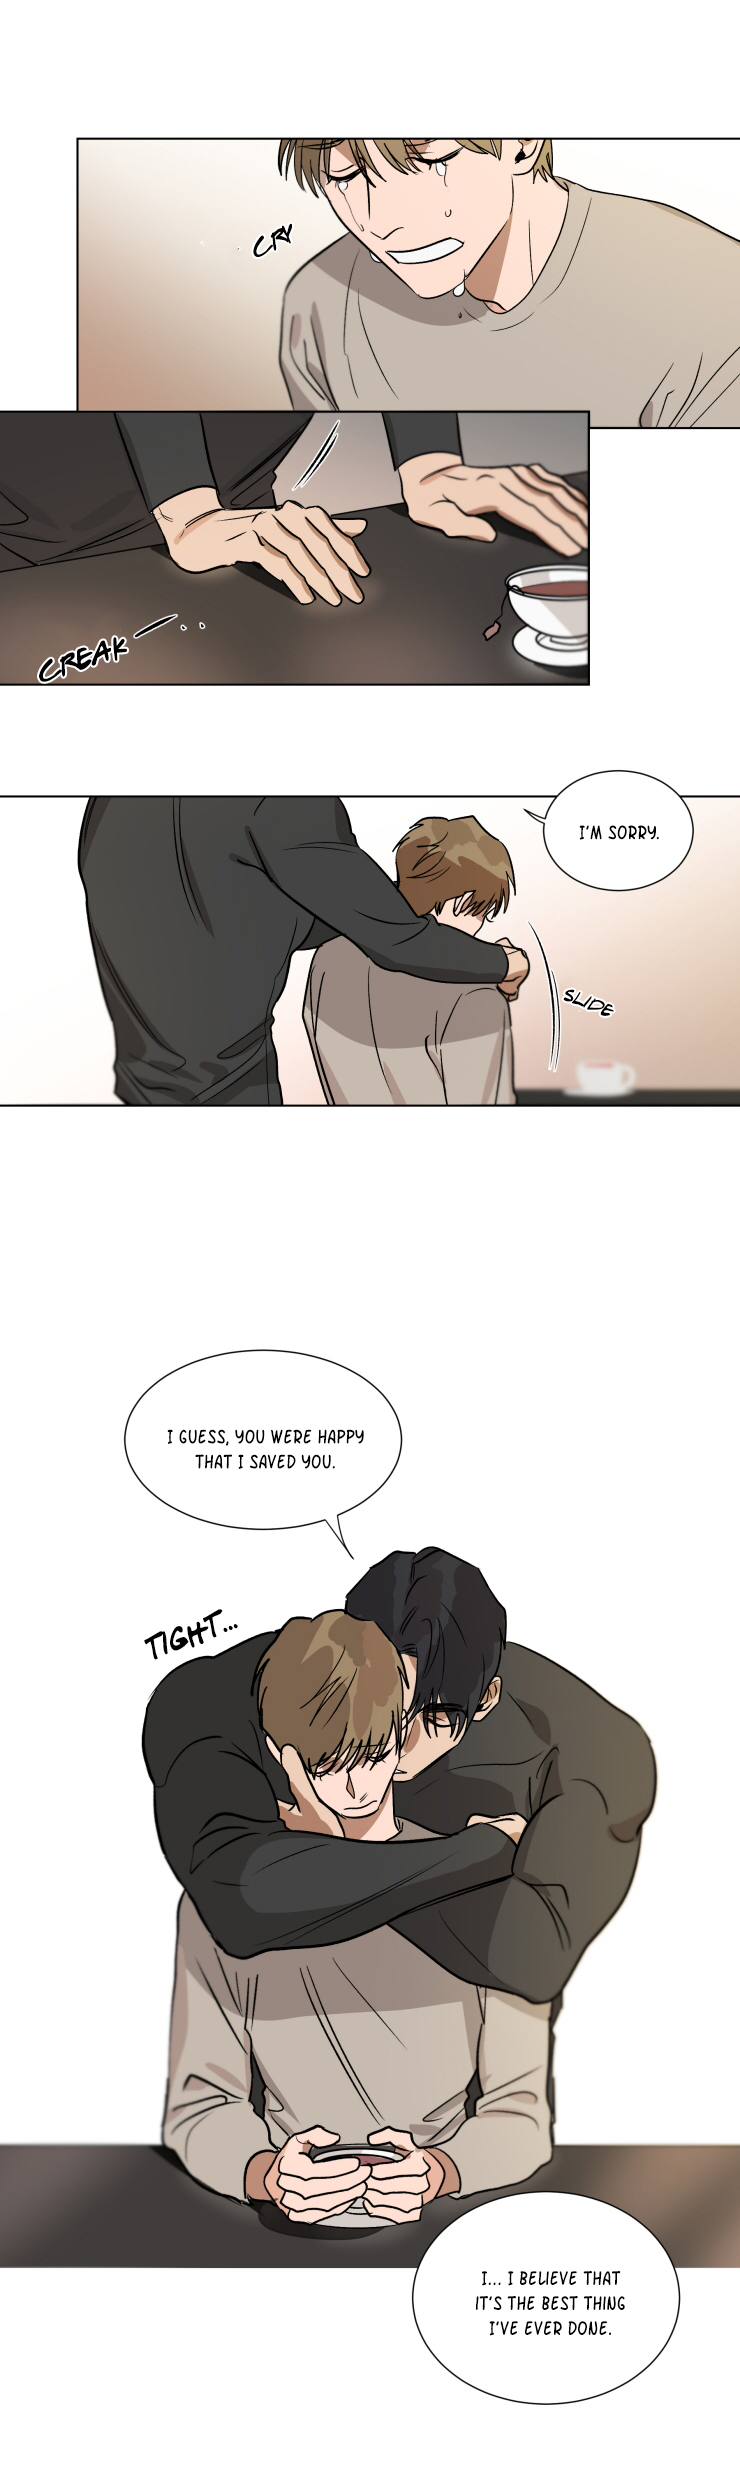 CRY
CREAK
I'M SORRY.
SLIDE
I GUESS, YOU WERE HAPPY
THAT I SAVED YOU.
TIGHT...
I... I BELIEVE THAT
IT'S THE BEST THING
I'VE EVER DONE.